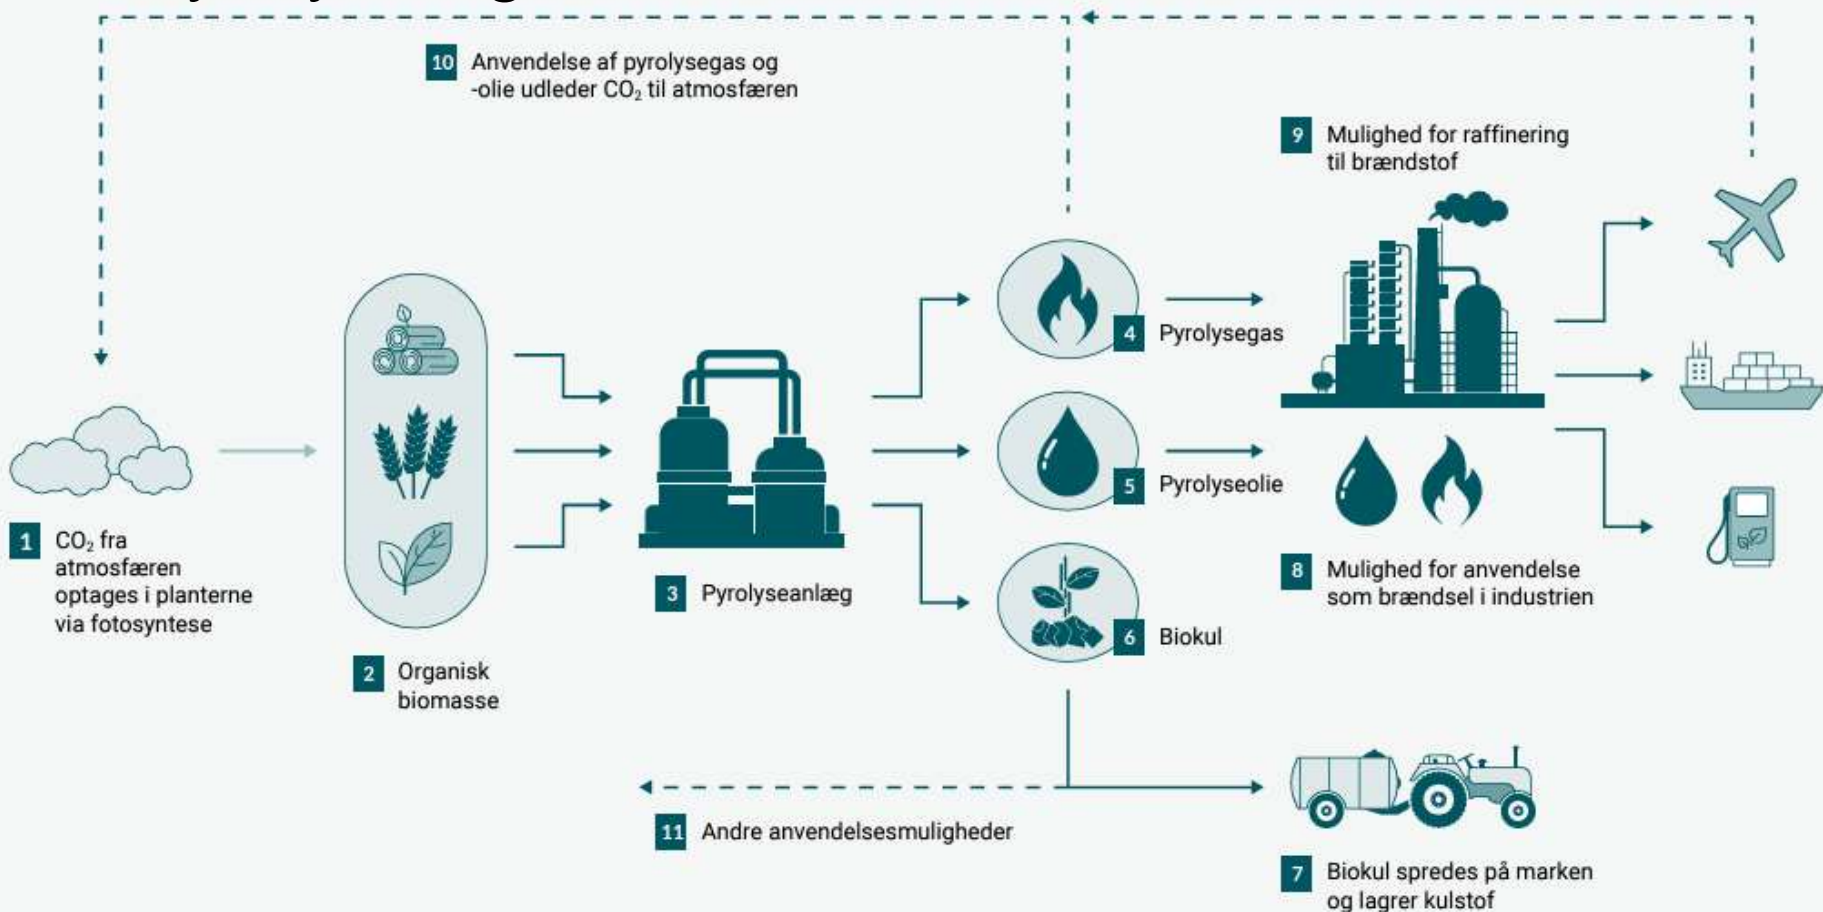 10 Anvendelse af pyrolysegas og
-olie udleder CO₂ til atmosfæren
9 Mulighed for raffinering
til brændstof
4 Pyrolysegas
5 Pyrolyseolie
1 CO₂ fra
atmosfæren
optages i planterne
via fotosyntese
8 Mulighed for anvendelse
som brændsel i industrien
3 Pyrolyseanlæg
6 Biokul
2 Organisk
biomasse
11 Andre anvendelsesmuligheder
7 Biokul spredes på marken
og lagrer kulstof